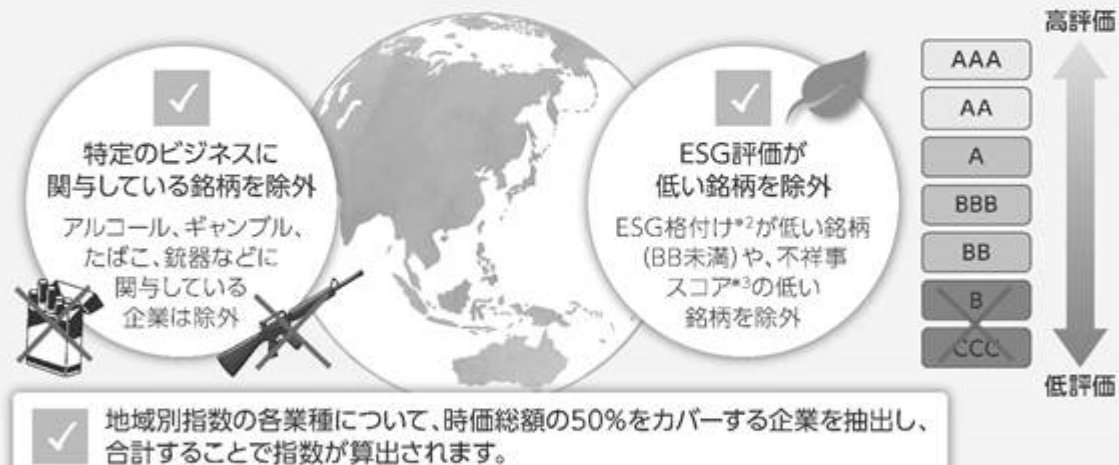 特定のビジネスに
関与している銘柄を除外
アルコール、ギャンブル、
たばこ、銃器などに
関与している
企業は除外
ESG評価が
低い銘柄を除外
ESG格付け*2が低い銘柄
(BB未満)や、不祥事
スコア*3の低い
銘柄を除外
高評価
AAA
AA
A
BBB
BB
B
CCC
低評価
地域別指数の各業種について、時価総額の50%をカバーする企業を抽出し、
合計することで指数が算出されます。